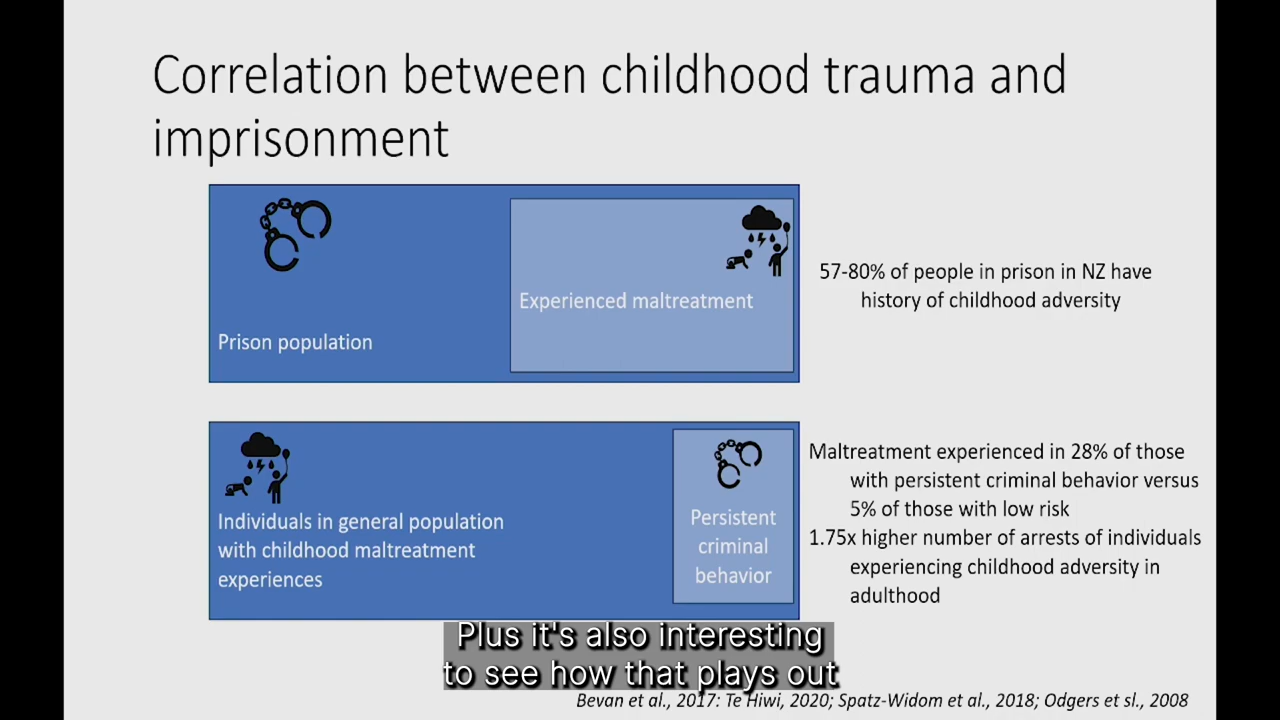 Correlation between childhood trauma and
imprisonment
Experienced maltreatment
Prison population
57-80% of people in prison in NZ have
history of childhood adversity
Individuals in general population
with childhood maltreatment
experiences
Persistent
criminal
behavior
Maltreatment experienced in 28% of those
with persistent criminal behavior versus
5% of those with low risk
1.75x higher number of arrests of individuals
experiencing childhood adversity in
adulthood
Plus it's also interesting
to see how that plays out
Bevan et al., 2017: Te Hiwi, 2020; Spatz-Widom et al., 2018; Odgers et sl., 2008